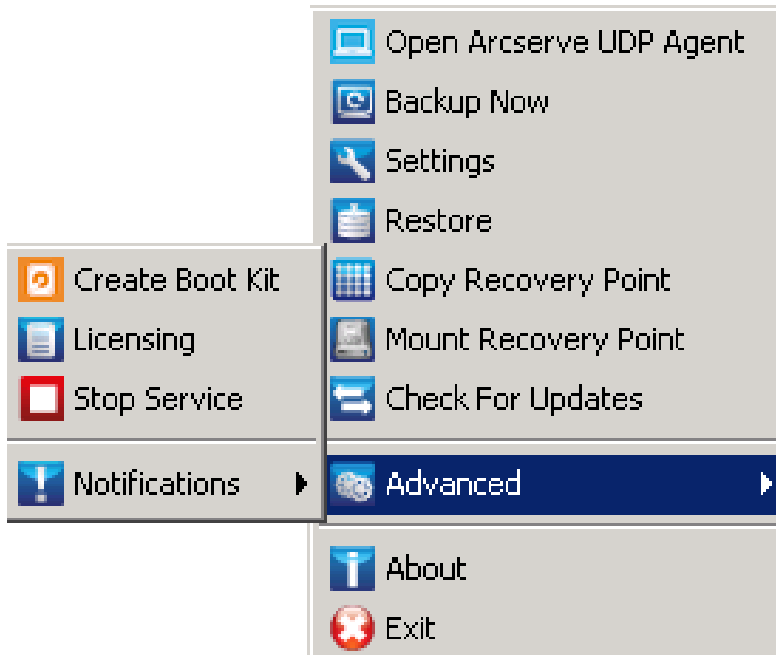 Open Arcserve UDP Agent
Backup Now
Settings
Restore
Copy Recovery Point
Mount Recovery Point
Check For Updates
Advanced
About
Exit
Create Boot Kit
Licensing
Stop Service
Notifications